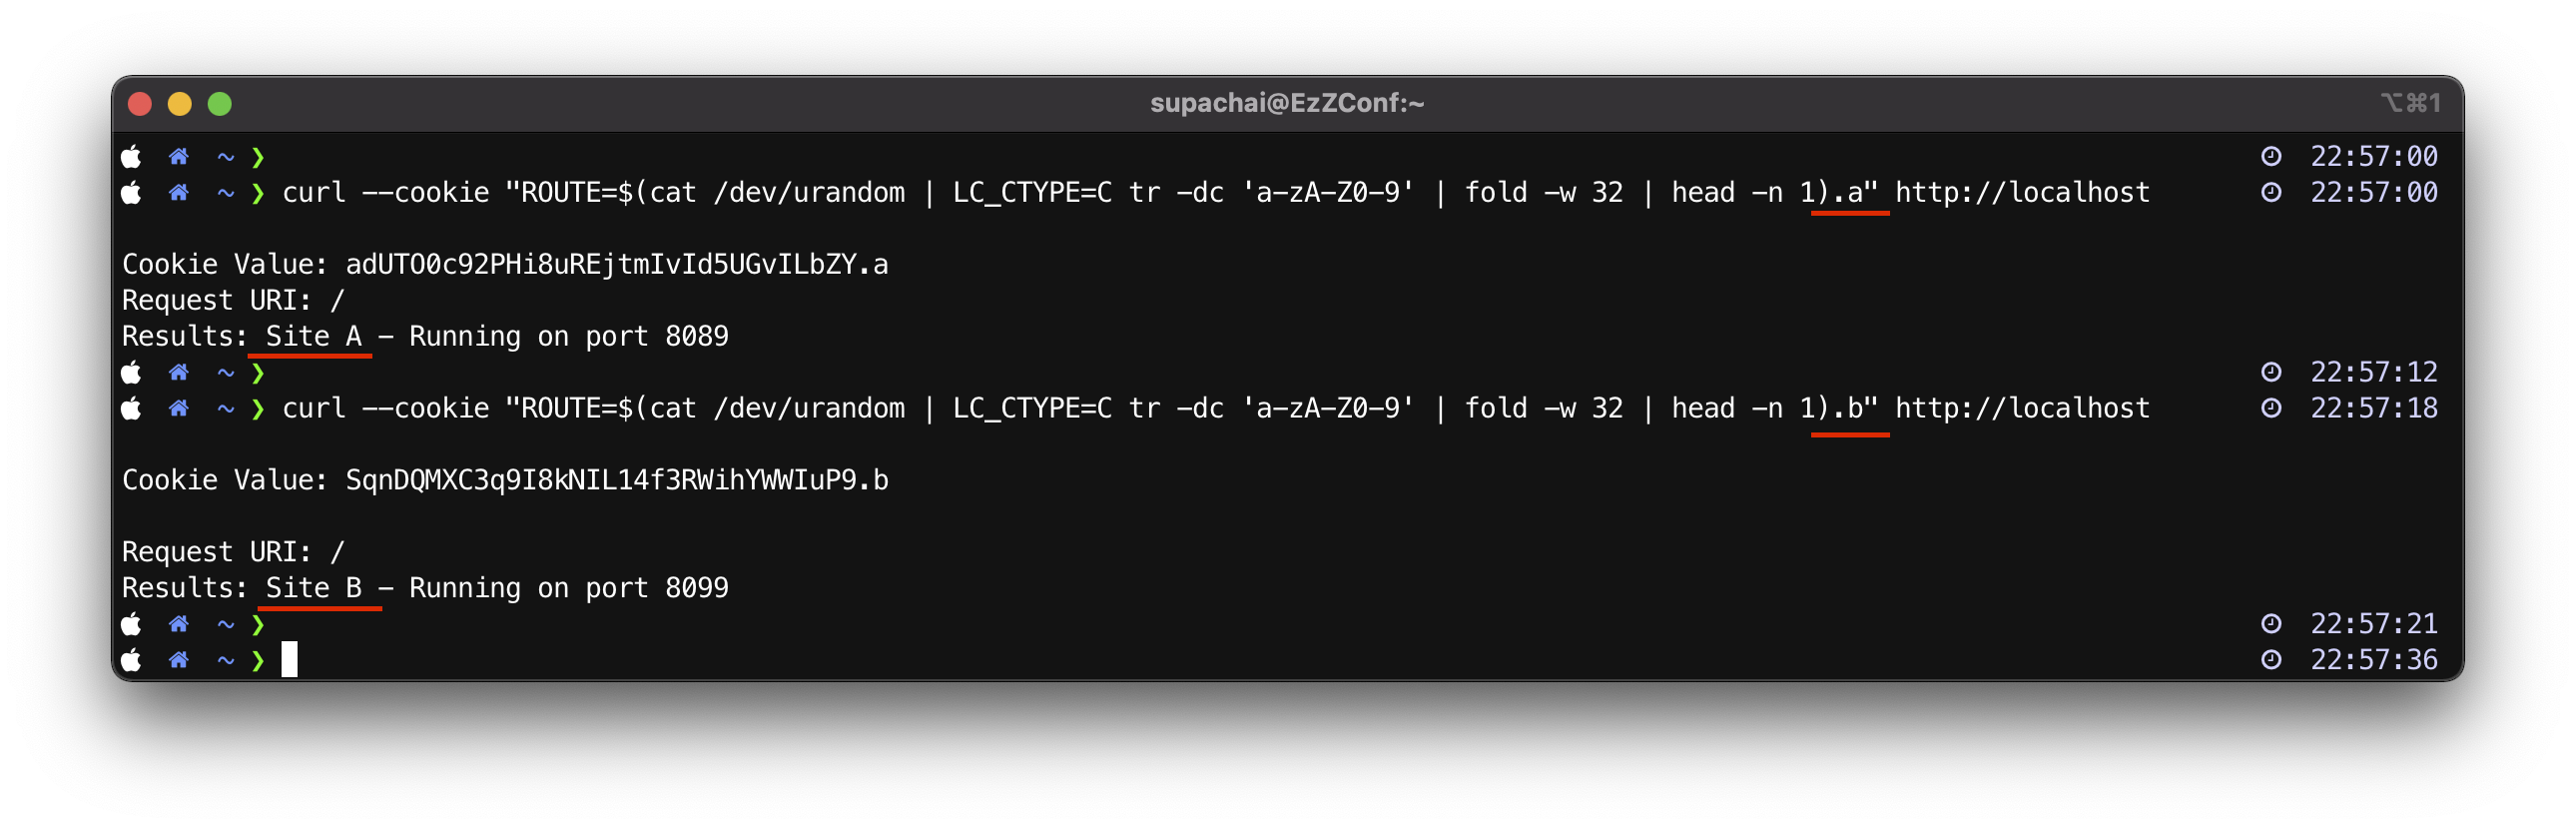 supachai@EzZConf:~
⌥⌘1
~ ❯ 22:57:00
~ ❯ curl --cookie "ROUTE=$(cat /dev/urandom | LC_CTYPE=C tr -dc 'a-zA-Z0-9' | fold -w 32 | head -n 1).a" http://localhost 22:57:00
Cookie Value: adUTO0c92PHi8uREjtmIvId5UGvILbZY.a
Request URI: /
Results: Site A - Running on port 8089
~ ❯ 22:57:12
~ ❯ curl --cookie "ROUTE=$(cat /dev/urandom | LC_CTYPE=C tr -dc 'a-zA-Z0-9' | fold -w 32 | head -n 1).b" http://localhost 22:57:18
Cookie Value: SqnDQMXC3q9I8kNIL14f3RWihYWWIuP9.b
Request URI: /
Results: Site B - Running on port 8099
~ ❯ 22:57:21
~ ❯ 22:57:36